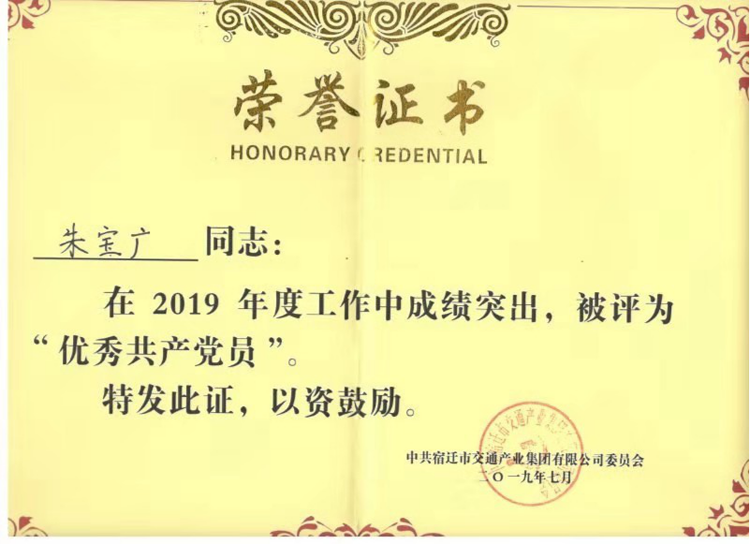 荣誉证书
HONORARY CREDENTIAL
朱宝广 同志：
在 2019 年度工作中成绩突出，被评为
“优秀共产党员”。
特发此证，以资鼓励。
中共宿迁市交通产业集团有限公司委员会
二〇一九年七月